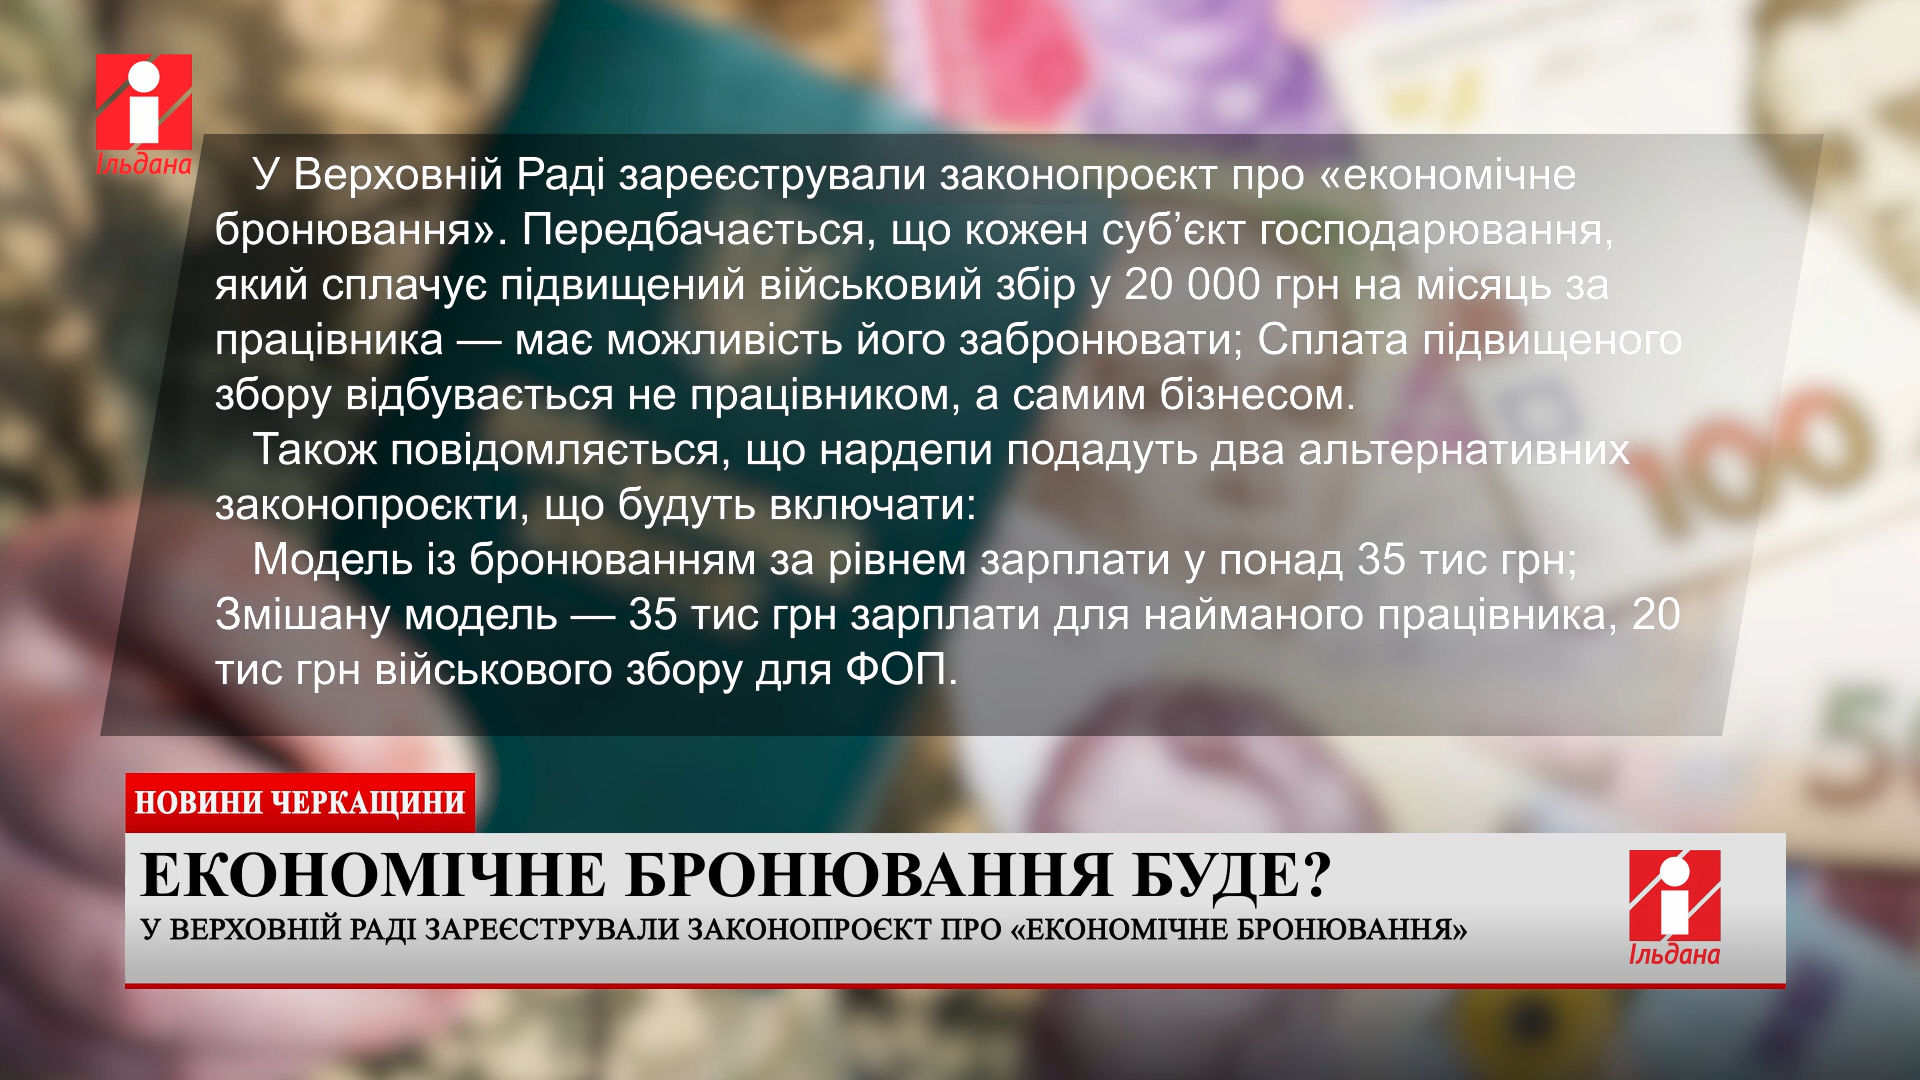 Ільдана
У Верховній Раді зареєстрували законопроєкт про «економічне
бронювання». Передбачається, що кожен суб’єкт господарювання,
який сплачує підвищений військовий збір у 20 000 грн на місяць за
працівника — має можливість його забронювати; Сплата підвищеного
збору відбувається не працівником, а самим бізнесом.
Також повідомляється, що нардепи подадуть два альтернативних
законопроєкти, що будуть включати:
Модель із бронюванням за рівнем зарплати у понад 35 тис грн;
Змішану модель — 35 тис грн зарплати для найманого працівника, 20
тис грн військового збору для ФОП.
100
НОВИНИ ЧЕРКАЩИНИ
ЕКОНОМІЧНЕ БРОНЮВАННЯ БУДЕ?
У ВЕРХОВНІЙ РАДІ ЗАРЕЄСТРУВАЛИ ЗАКОНОПРОЄКТ ПРО «ЕКОНОМІЧНЕ БРОНЮВАННЯ»
Ільдана